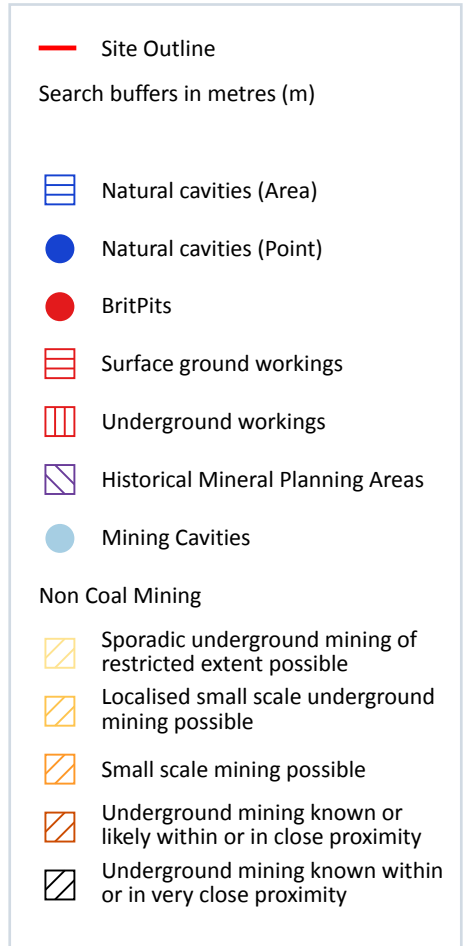 Site Outline
Search buffers in metres (m)
Natural cavities (Area)
Natural cavities (Point)
BritPits
Surface ground workings
Underground workings
Historical Mineral Planning Areas
Mining Cavities
Non Coal Mining
Sporadic underground mining of
restricted extent possible
Localised small scale underground
mining possible
Small scale mining possible
Underground mining known or
likely within or in close proximity
Underground mining known within
or in very close proximity